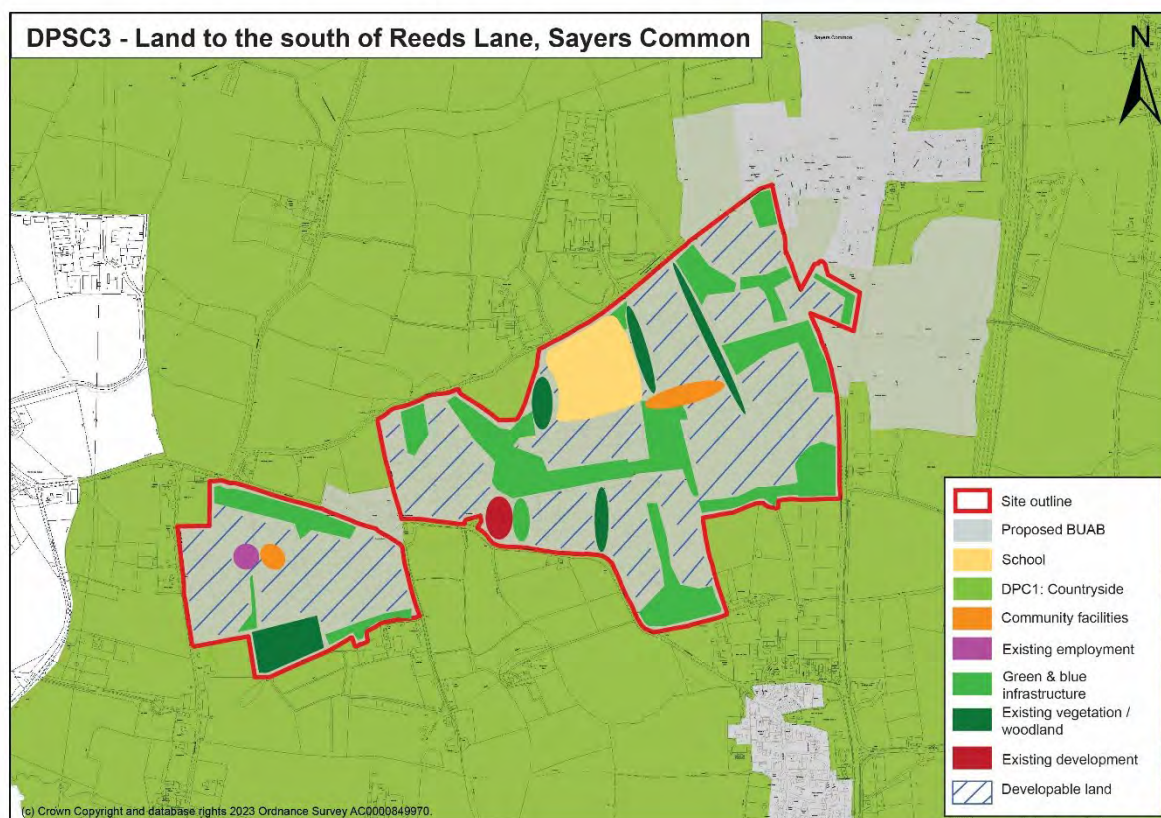 DPSC3 - Land to the south of Reeds Lane, Sayers Common
Sayers Common
N
Site outline
Proposed BUAB
School
DPC1: Countryside
Community facilities
Existing employment
Green & blue
infrastructure
Existing vegetation /
woodland
Existing development
Developable land
(c) Crown Copyright and database rights 2023 Ordnance Survey AC0000849970.